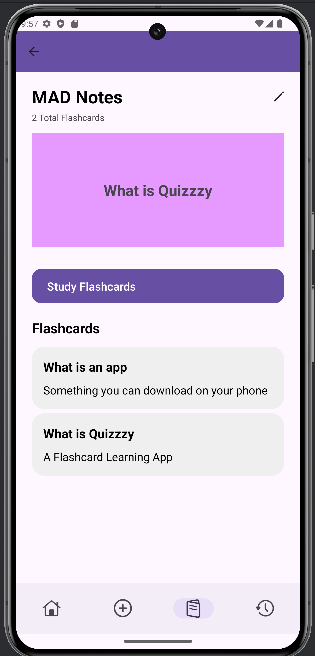 9:57
MAD Notes
2 Total Flashcards
What is Quizzzy
Study Flashcards
Flashcards
What is an app
Something you can download on your phone
What is Quizzzy
A Flashcard Learning App